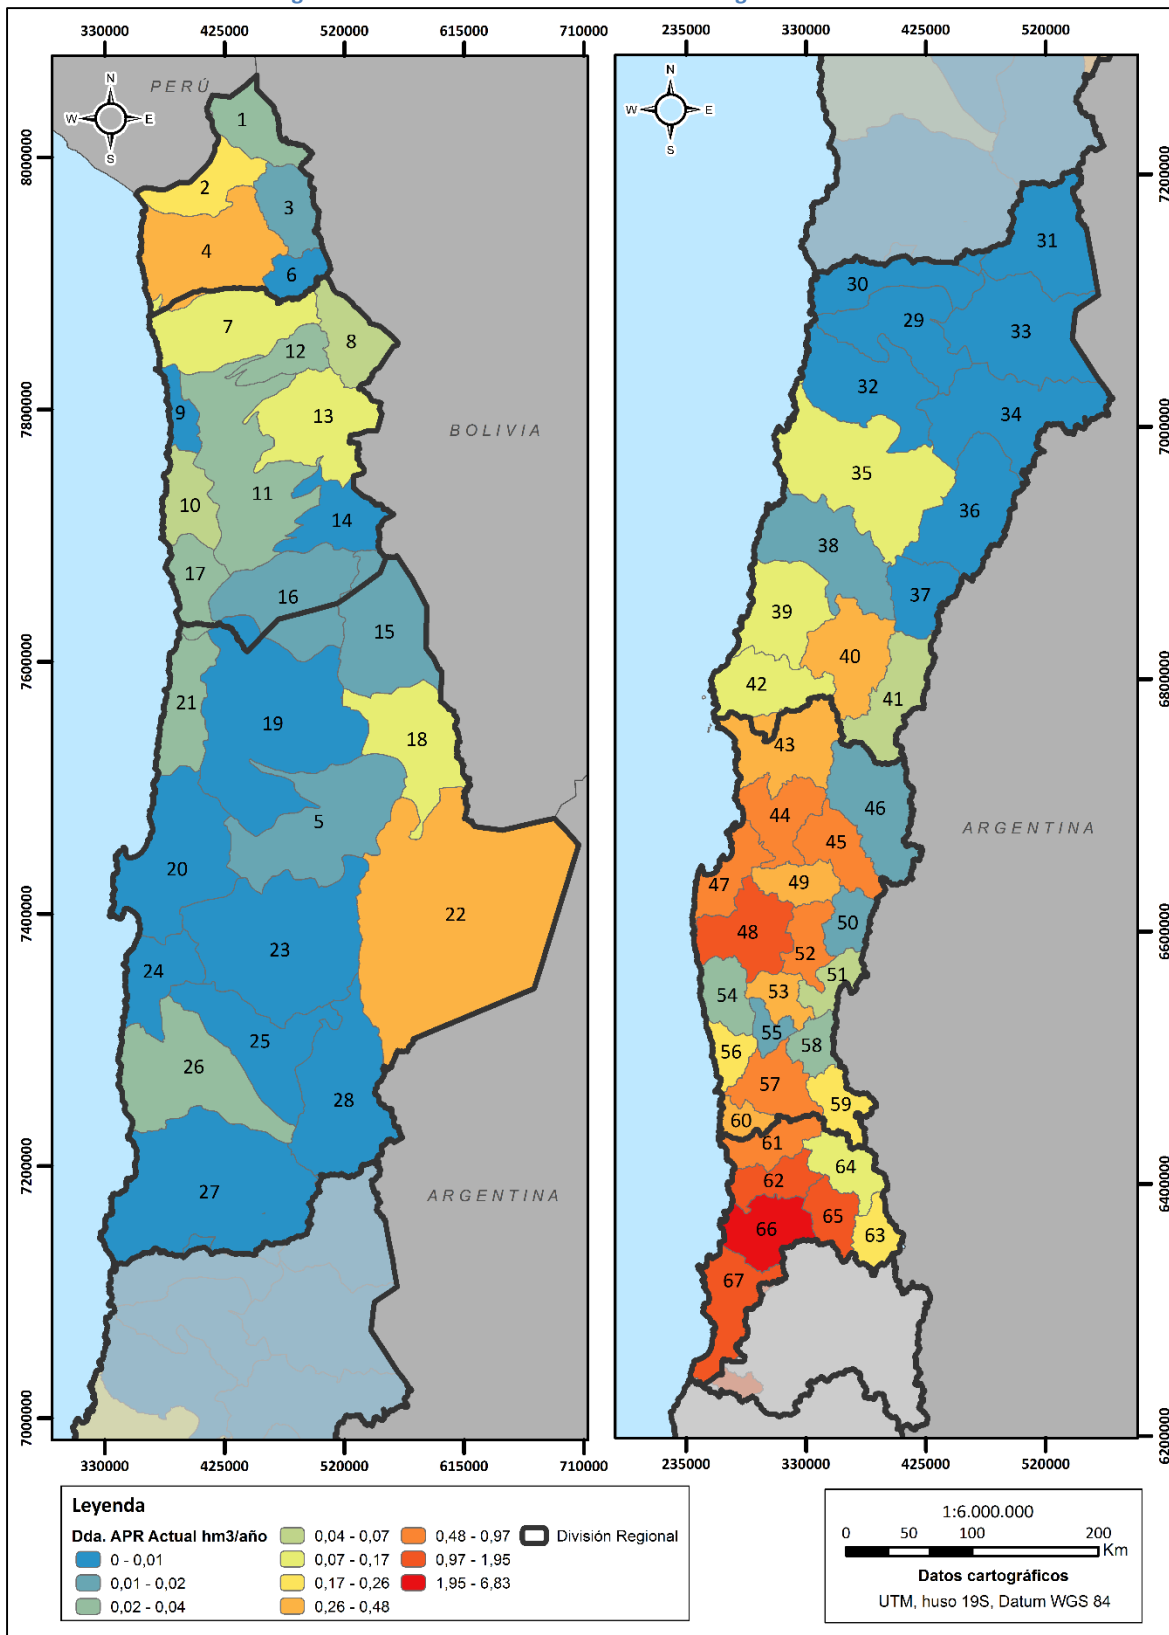 330000 425000 520000 615000 710000
235000 330000 425000 520000
N
W E
S
N
W E
S
PERÚ
BOLIVIA
ARGENTINA
ARGENTINA
8000000
7800000
7600000
7400000
7200000
7000000
7200000
7000000
6800000
6600000
6400000
6200000
1
2
3
4
6
7
8
12
9
13
10
11
14
17
16
15
21
19
18
5
20
22
23
24
25
26
28
27
31
30
29
33
32
34
35
36
38
37
39
40
41
42
43
44
46
45
47
49
48
50
52
51
54
53
55
56
58
57
59
60
61
62
64
65
66
63
67
330000 425000 520000 615000 710000
235000 330000 425000 520000
Leyenda
Dda. APR Actual hm3/año
0 - 0,01
0,01 - 0,02
0,02 - 0,04
0,04 - 0,07
0,07 - 0,17
0,17 - 0,26
0,26 - 0,48
0,48 - 0,97
0,97 - 1,95
1,95 - 6,83
División Regional
1:6.000.000
0 50 100 200
Km
Datos cartográficos
UTM, huso 19S, Datum WGS 84